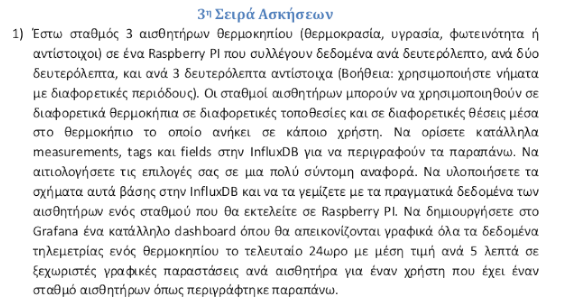 3η Σειρά Ασκήσεων
1) Έστω σταθμός 3 αισθητήρων θερμοκηπίου (θερμοκρασία, υγρασία, φωτεινότητα ή
αντίστοιχοι) σε ένα Raspberry PI που συλλέγουν δεδομένα ανά δευτερόλεπτο, ανά δύο
δευτερόλεπτα, και ανά 3 δευτερόλεπτα αντίστοιχα (Βοήθεια: χρησιμοποιήστε νήματα
με διαφορετικές περιόδους). Οι σταθμοί αισθητήρων μπορούν να χρησιμοποιηθούν σε
διαφορετικά θερμοκήπια σε διαφορετικές τοποθεσίες και σε διαφορετικές θέσεις μέσα
στο θερμοκήπιο το οποίο ανήκει σε κάποιο χρήστη. Να ορίσετε κατάλληλα
measurements, tags και fields στην InfluxDB για να περιγραφούν τα παραπάνω. Να
αιτιολογήσετε τις επιλογές σας σε μια πολύ σύντομη αναφορά. Να υλοποιήσετε τα
σχήματα αυτά βάσης στην InfluxDB και να τα γεμίζετε με τα πραγματικά δεδομένα των
αισθητήρων ενός σταθμού που θα εκτελείτε σε Raspberry PI. Να δημιουργήσετε στο
Grafana ένα κατάλληλο dashboard όπου θα απεικονίζονται γραφικά όλα τα δεδομένα
τηλεμετρίας ενός θερμοκηπίου το τελευταίο 24ωρο με μέση τιμή ανά 5 λεπτά σε
ξεχωριστές γραφικές παραστάσεις ανά αισθητήρα για έναν χρήστη που έχει έναν
σταθμό αισθητήρων όπως περιγράφτηκε παραπάνω.